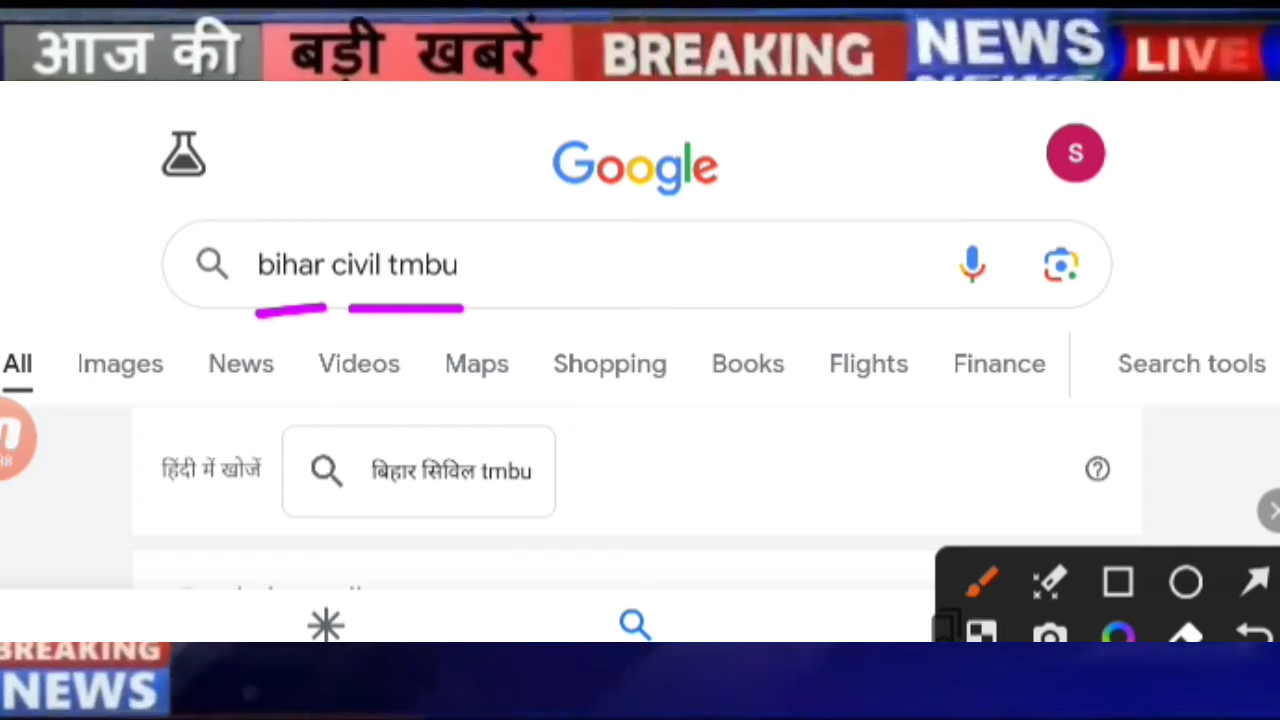 आज की बड़ी खबरें BREAKING NEWS LIVE
Google
S
bihar civil tmbu
All Images News Videos Maps Shopping Books Flights Finance Search tools
हिंदी में खोजें बिहार सिविल tmbu
BREAKING
NEWS